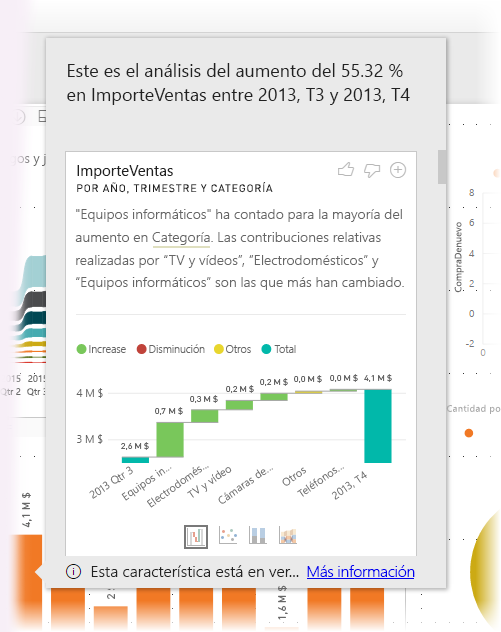 Este es el análisis del aumento del 55.32 %
en ImporteVentas entre 2013, T3 y 2013, T4
ImporteVentas
POR AÑO, TRIMESTRE Y CATEGORÍA
"Equipos informáticos" ha contado para la mayoría del
aumento en Categoría. Las contribuciones relativas
realizadas por “TV y vídeos”, “Electrodomésticos” y
“Equipos informáticos” son las que más han cambiado.
Increase Disminución Otros Total
4 M $
3 M $
2,6 M $ 0,7 M $ 0,3 M $ 0,2 M $ 0,2 M $ 0,0 M $ 0,0 M $ 4,1 M $
2013 Qtr 3 Equipos in... Electrodomés... TV y vídeo Cámaras de... Otros Teléfonos... 2013, T4
Esta característica está en ver... Más información
gos y j
2015 2015
Qtr 2 Qtr 3
4,1 M $
1,6 M $
CompraDenuevo
8
6
4
2
0
-2
0
Cantidad po